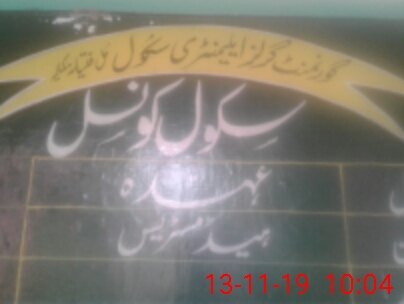 گورنمنٹ گرلز ایلیمنٹری سکول
سکول کونسل
عہدہ
ہیڈ مسٹریس
13-11-19 10:04